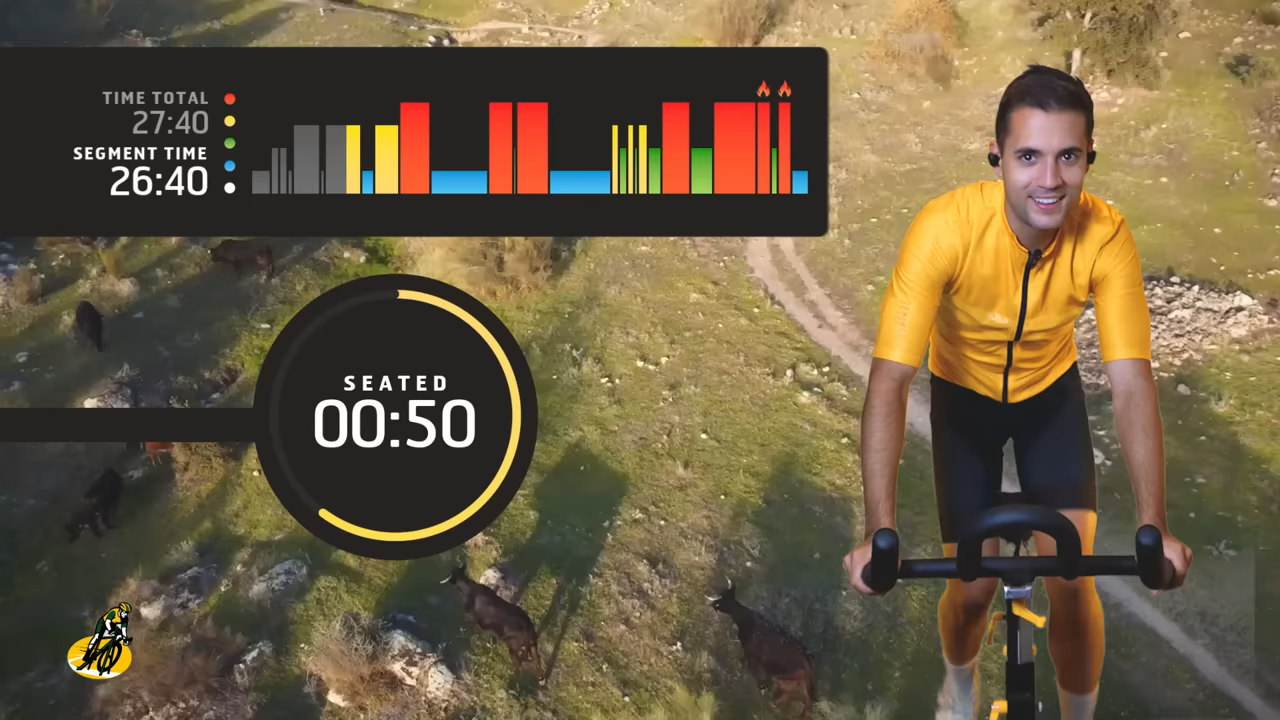 TIME TOTAL
27:40
SEGMENT TIME
26:40
SEATED
00:50